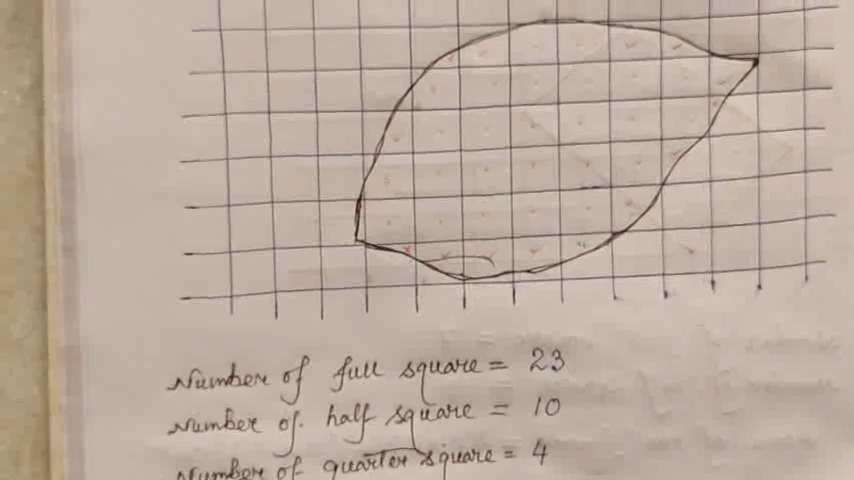 Number of full square = 23
Number of half square = 10
Number of quarter square = 4